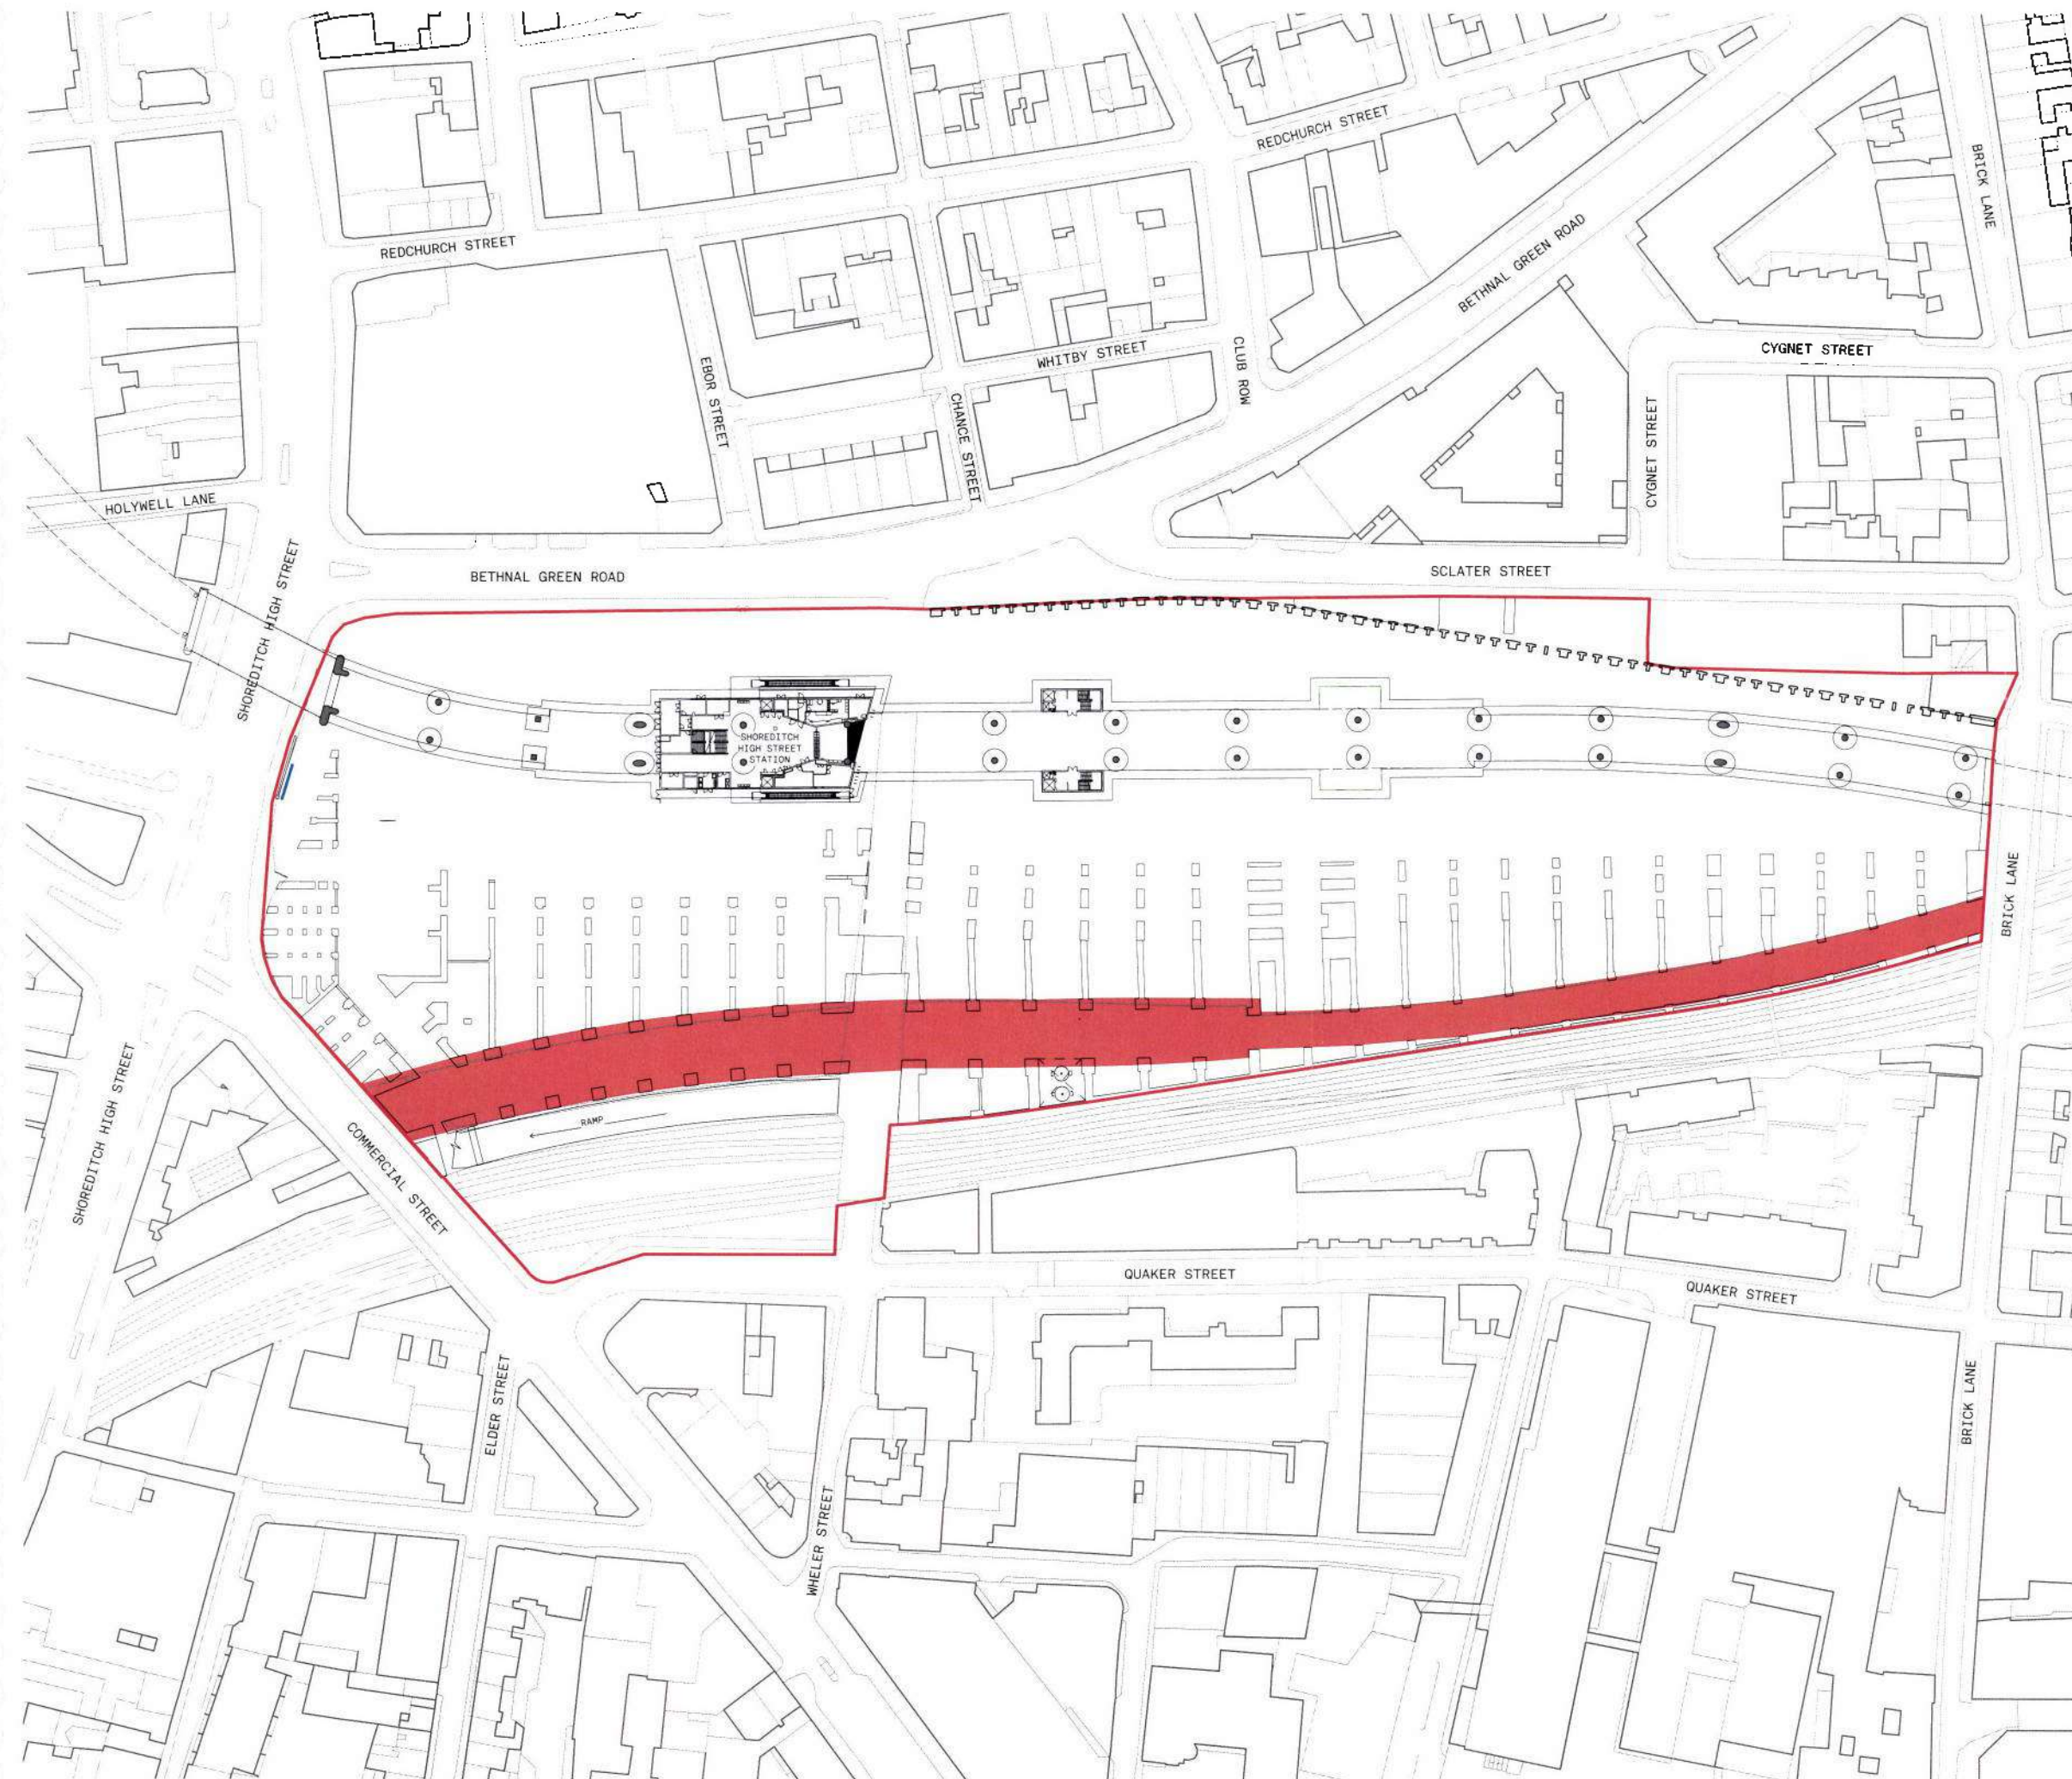 REDCHURCH STREET
BRICK LANE
REDCHURCH STREET
BETHNAL GREEN ROAD
WHITBY STREET
CLUB ROW
CYGNET STREET
EBOR STREET
CHANCE STREET
CYGNET STREET
HOLYWELL LANE
SHOREDITCH HIGH STREET
BETHNAL GREEN ROAD
SCLATER STREET
SHOREDITCH
HIGH STREET
STATION
BRICK LANE
SHOREDITCH HIGH STREET
RAMP
COMMERCIAL STREET
QUAKER STREET
QUAKER STREET
ELDER STREET
BRICK LANE
WHELER STREET